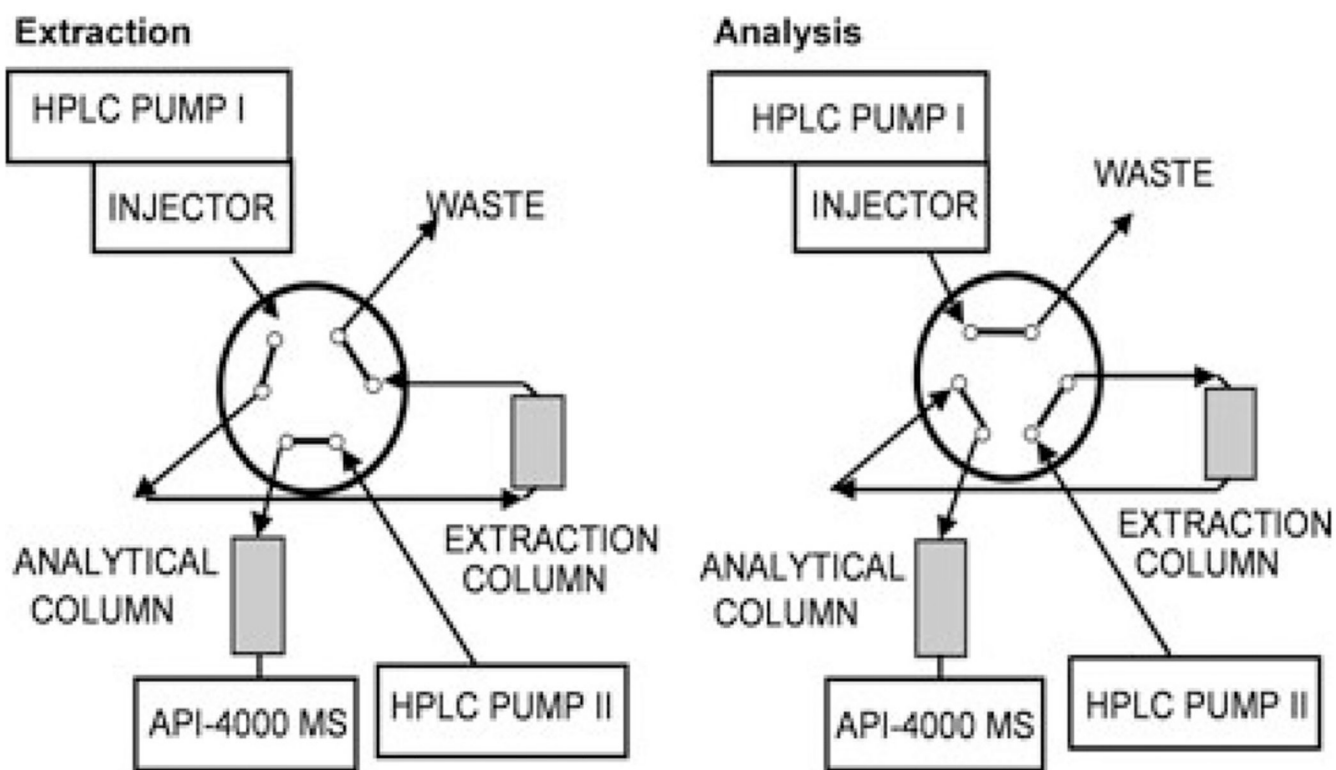 Extraction
HPLC PUMP I
INJECTOR
WASTE
EXTRACTION
COLUMN
ANALYTICAL
COLUMN
HPLC PUMP II
API-4000 MS
Analysis
HPLC PUMP I
INJECTOR
WASTE
EXTRACTION
COLUMN
ANALYTICAL
COLUMN
HPLC PUMP II
API-4000 MS